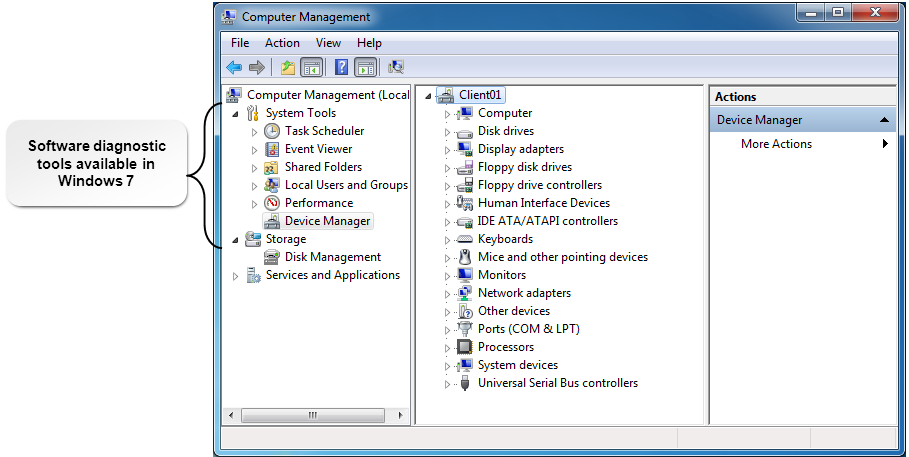 Computer Management
File Action View Help
Software diagnostic
tools available in
Windows 7
Computer Management (Local
System Tools
Task Scheduler
Event Viewer
Shared Folders
Local Users and Groups
Performance
Device Manager
Storage
Disk Management
Services and Applications
Client01
Computer
Disk drives
Display adapters
Floppy disk drives
Floppy drive controllers
Human Interface Devices
IDE ATA/ATAPI controllers
Keyboards
Mice and other pointing devices
Monitors
Network adapters
Other devices
Ports (COM & LPT)
Processors
System devices
Universal Serial Bus controllers
Actions
Device Manager
More Actions